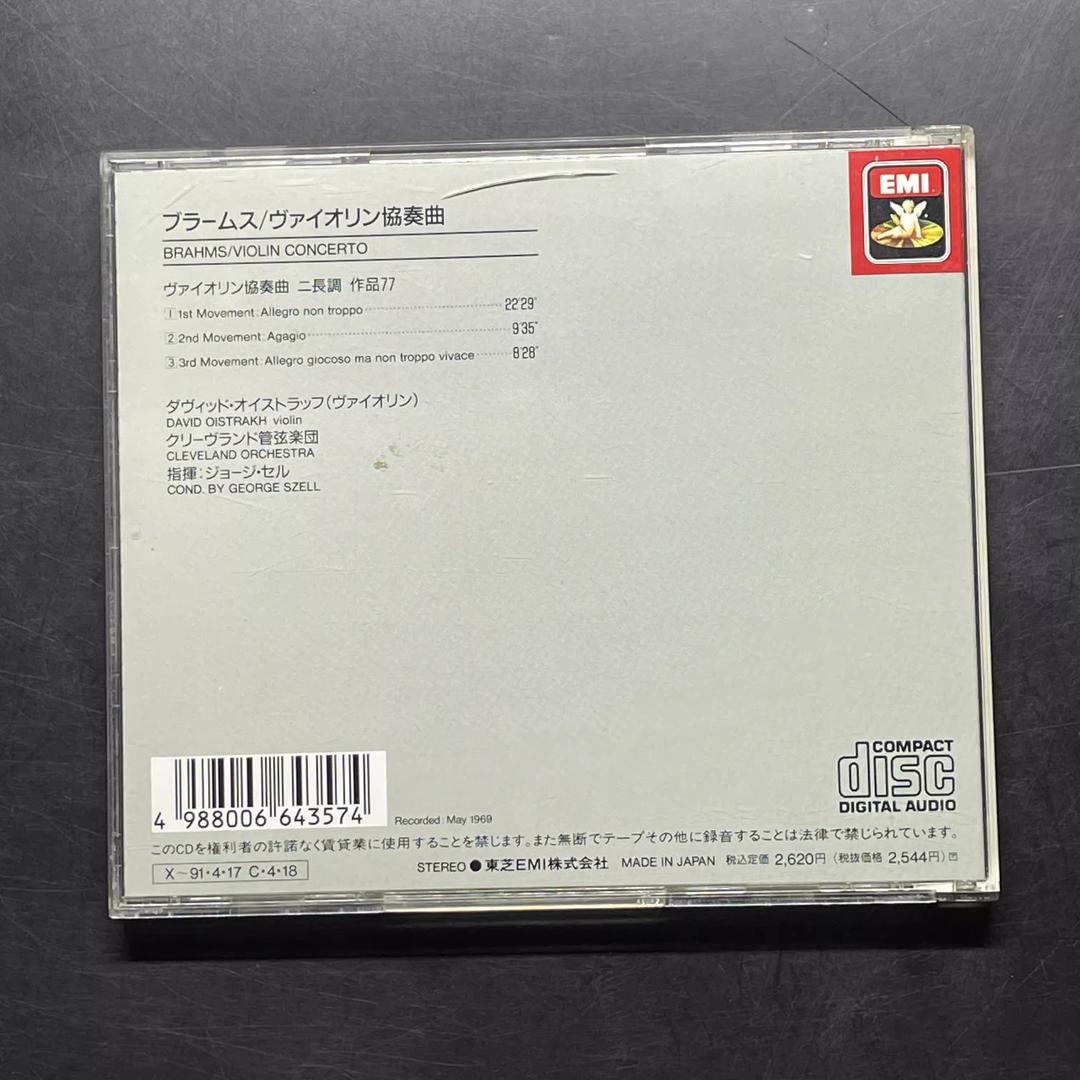 EMI
ブラームス/ヴァイオリン協奏曲
BRAHMS/VIOLIN CONCERTO
ヴァイオリン協奏曲 ニ長調 作品77
1 1st Movement:Allegro non troppo 22'29"
2 2nd Movement:Agagio 9'35"
3 3rd Movement:Allegro giocoso ma non troppo vivace 8'28"
ダヴィッド・オイストラッフ(ヴァイオリン)
DAVID OISTRAKH violin
クリーヴランド管弦楽団
CLEVELAND ORCHESTRA
指揮:ジョージ・セル
COND. BY GEORGE SZELL
COMPACT
disc
DIGITAL AUDIO
4 988006 643574
Recorded:May 1969
このCDを権利者の許諾なく賃貸業に使用することを禁じます。また無断でテープその他に録音することは法律で禁じられています。
STEREO ● 東芝EMI株式会社 MADE IN JAPAN 税込定価 2,620円 (税抜価格 2,544円)
X〜91・4・17 C・4・18